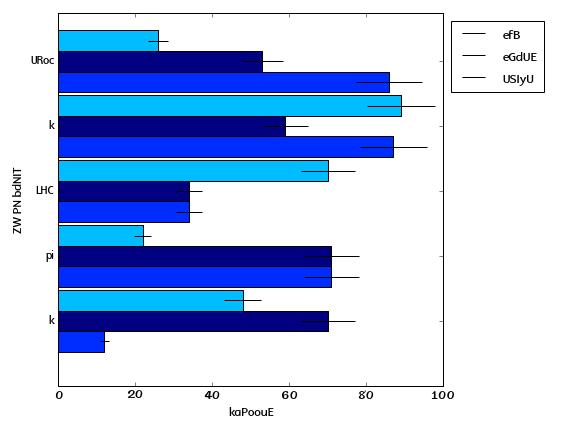 URoc
k
LHC
pi
k
ZW PN bdNIT
0 20 40 60 80 100
kaPoouE
efB
eGdUE
USIyU